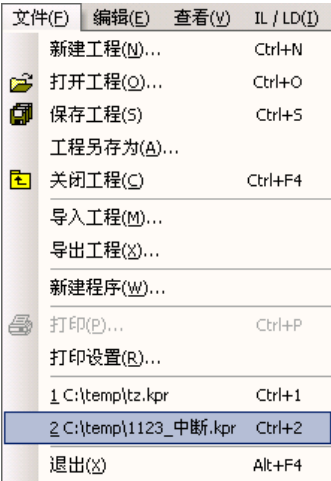 文件(F) 编辑(E) 查看(V) IL / LD(I)
新建工程(N)... Ctrl+N
打开工程(O)... Ctrl+O
保存工程(S) Ctrl+S
工程另存为(A)...
关闭工程(C) Ctrl+F4
导入工程(M)...
导出工程(X)...
新建程序(W)...
打印(P)... Ctrl+P
打印设置(R)...
1 C:\temp\tz.kpr Ctrl+1
2 C:\temp\1123_中断.kpr Ctrl+2
退出(X) Alt+F4